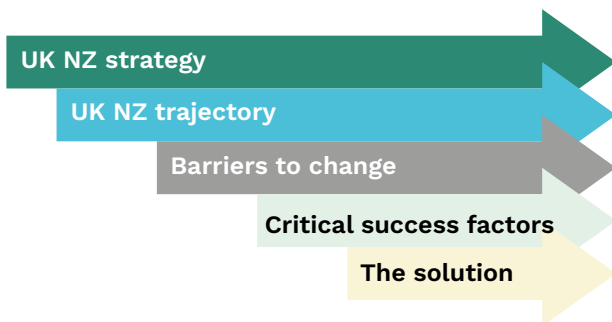 UK NZ strategy
UK NZ trajectory
Barriers to change
Critical success factors
The solution